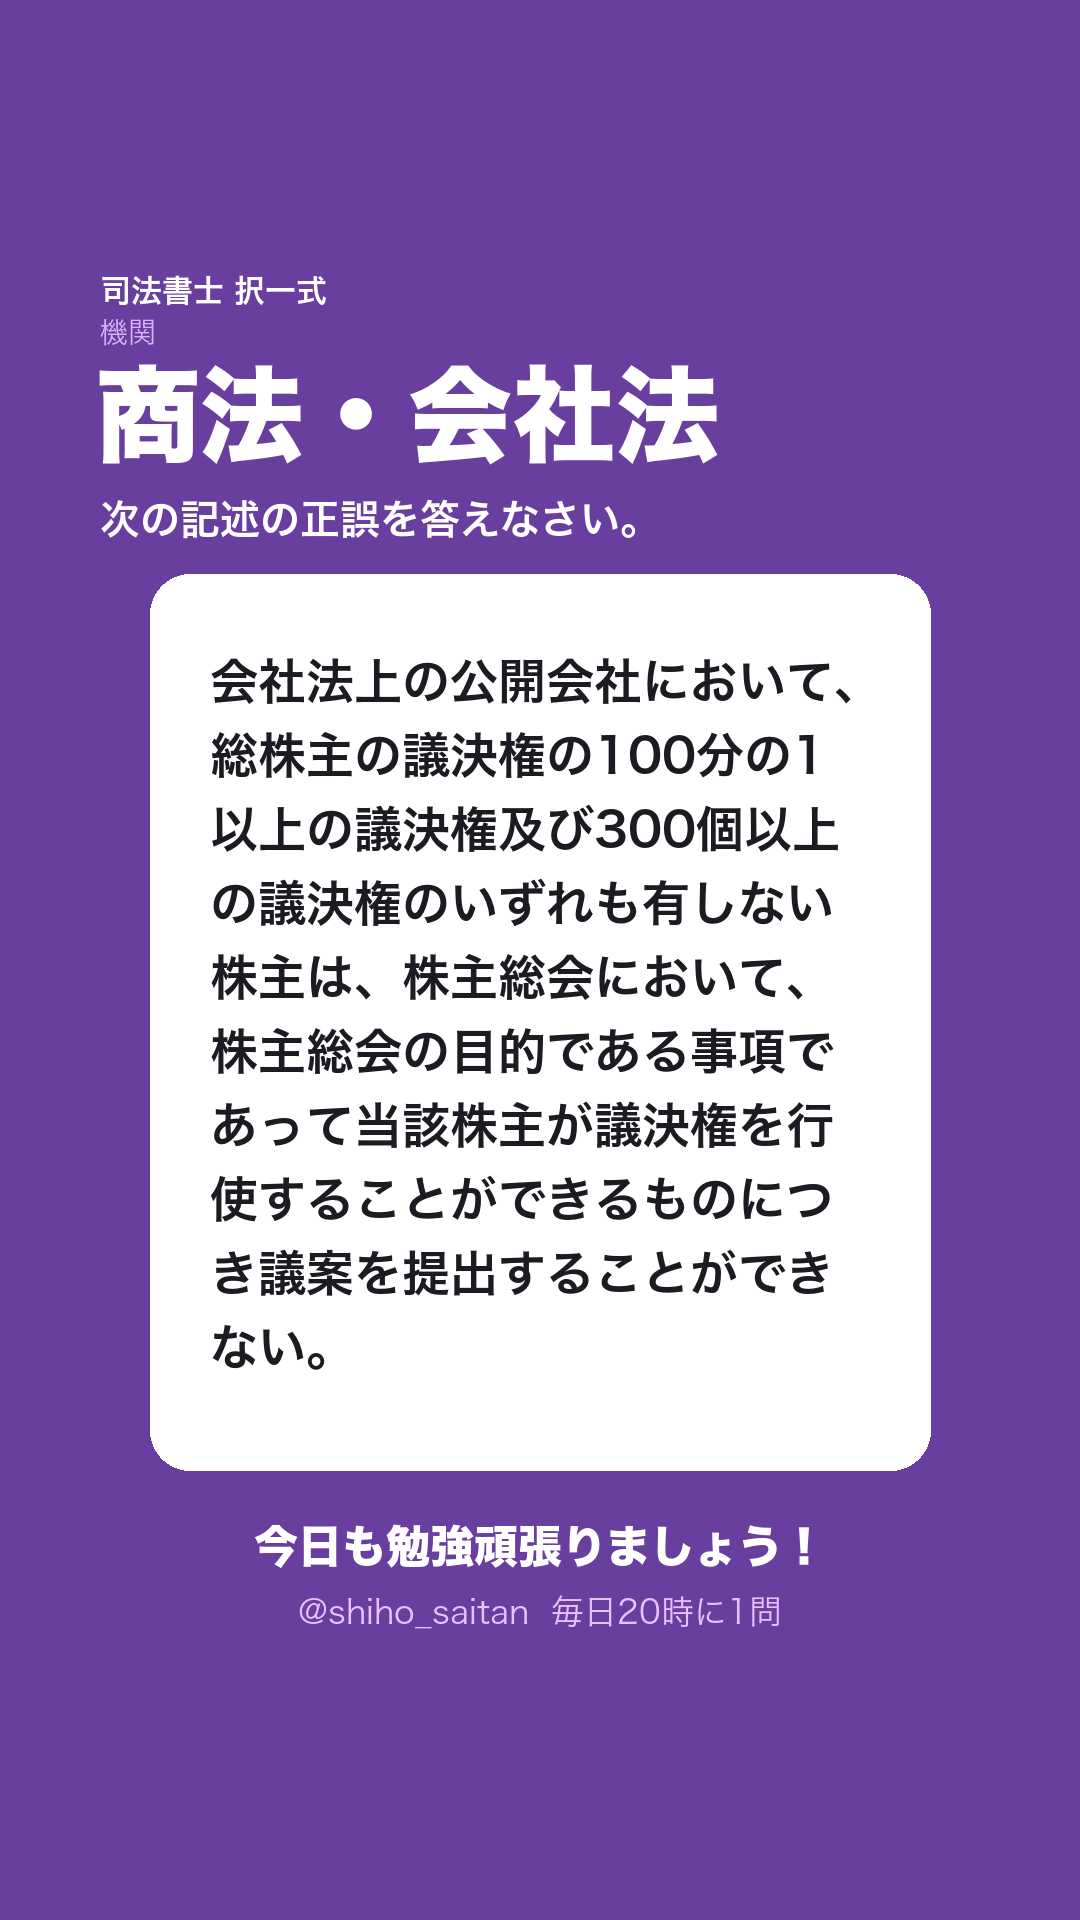 司法書士 択一式
機関
商法・会社法
次の記述の正誤を答えなさい。
会社法上の公開会社において、
総株主の議決権の100分の1
以上の議決権及び300個以上
の議決権のいずれも有しない
株主は、株主総会において、
株主総会の目的である事項で
あって当該株主が議決権を行
使することができるものにつ
き議案を提出することができ
ない。
今日も勉強頑張りましょう！
@shiho_saitan 毎日20時に1問